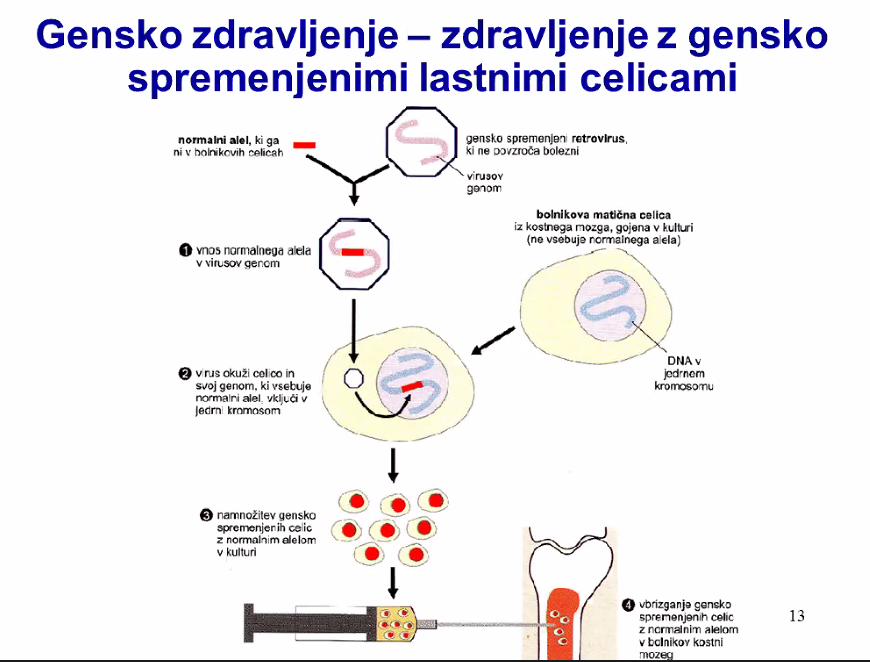 Gensko zdravljenje – zdravljenje z gensko
spremenjenimi lastnimi celicami
normalni alel, ki ga
ni v bolnikovih celicah
gensko spremenjeni retrovirus,
ki ne povzroča bolezni
virusov
genom
bolnikova matična celica
iz kostnega mozga, gojena v kulturi
(ne vsebuje normalnega alela)
1 vnos normalnega alela
v virusov genom
DNA v
jedrnem
kromosomu
2 virus okuži celico in
svoj genom, ki vsebuje
normalni alel, vključi v
jedrni kromosom
3 namnožitev gensko
spremenjenih celic
z normalnim alelom
v kulturi
4 vbrizganje gensko
spremenjenih celic
z normalnim alelom
v bolnikov kostni
mozeg
13